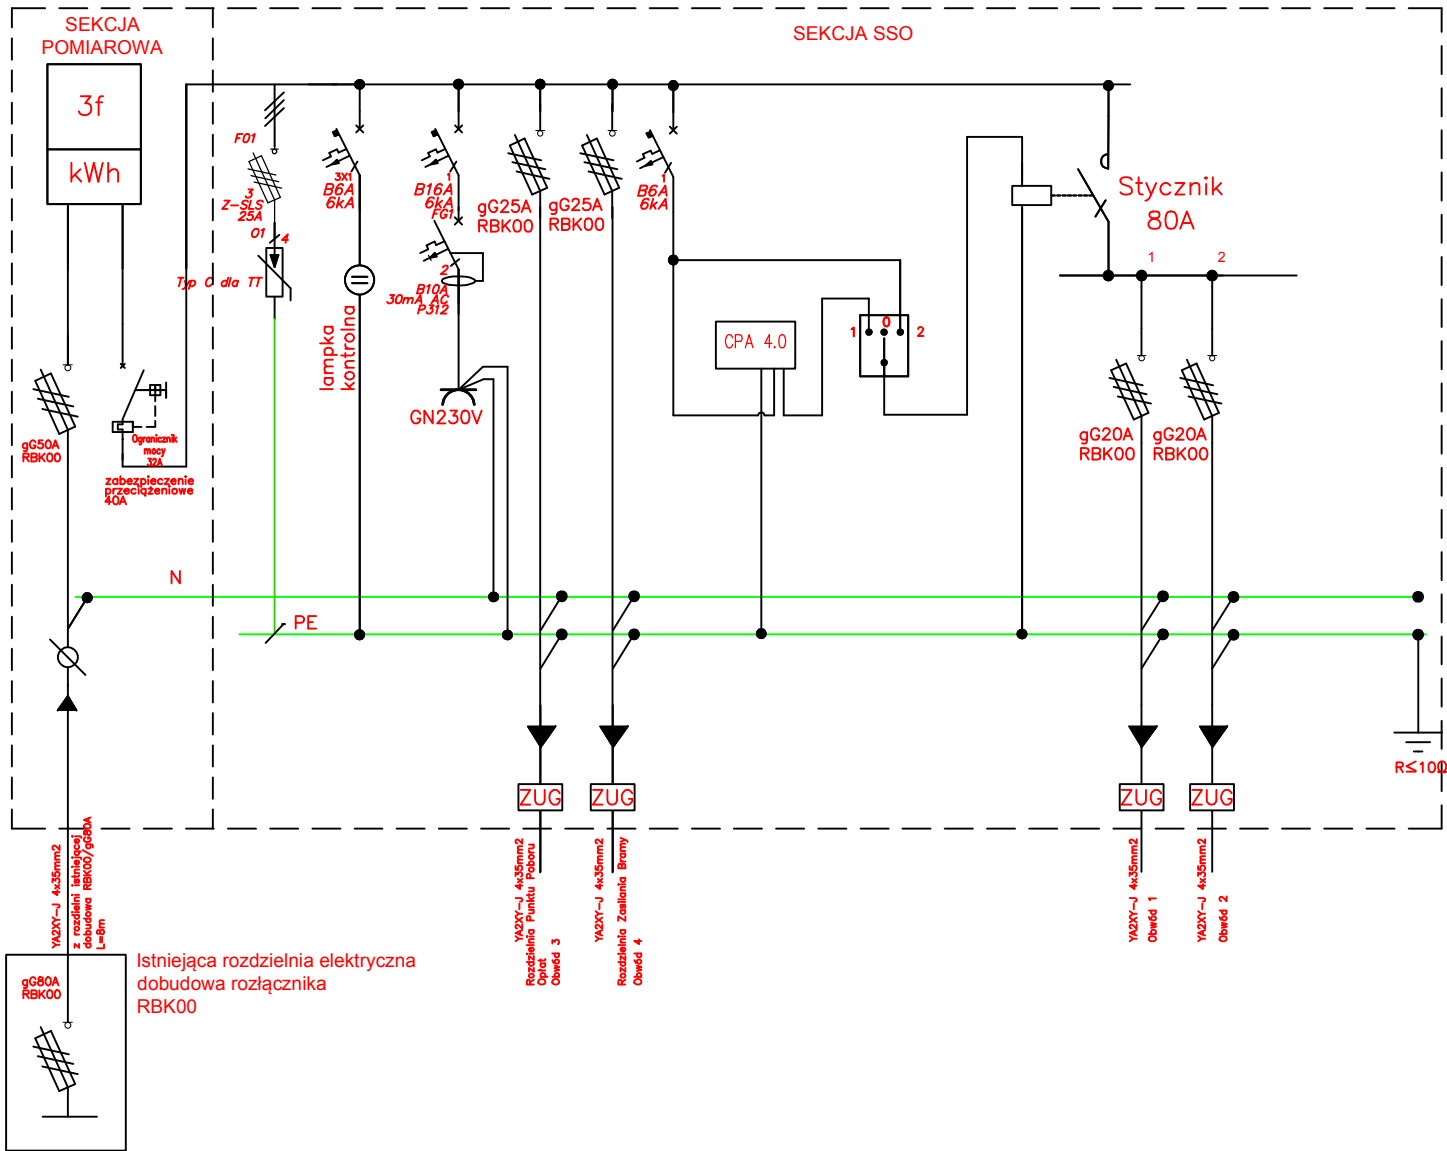 SEKCJA
POMIAROWA
SEKCJA SSO
3f
kWh
F01
3
Z-SLS
25A
01
4
Typ C dla TT
3X1
B6A
6kA
lampka
kontrolna
1
B16A
6kA
FG1
2
B10A
30mA AC
P312
GN230V
gG25A
RBK00
gG25A
RBK00
1
B6A
6kA
CPA 4.0
1
0
2
Stycznik
80A
1
2
gG20A
RBK00
gG20A
RBK00
gG50A
RBK00
Ogranicznik
mocy
32A
zabezpieczenie
przeciążeniowe
40A
N
PE
R≤10Ω
ZUG
ZUG
ZUG
ZUG
YA2XY-J 4x35mm2
z rozdzielni istniejącej
dobudowa RBK00/gG80A
L=8m
YA2XY-J 4x35mm2
Rozdzielnia Punktu Poboru
Opłat
Obwód 3
YA2XY-J 4x35mm2
Rozdzielnia Zasilania Bramy
Obwód 4
YA2XY-J 4x35mm2
Obwód 1
YA2XY-J 4x35mm2
Obwód 2
gG80A
RBK00
Istniejąca rozdzielnia elektryczna
dobudowa rozłącznika
RBK00